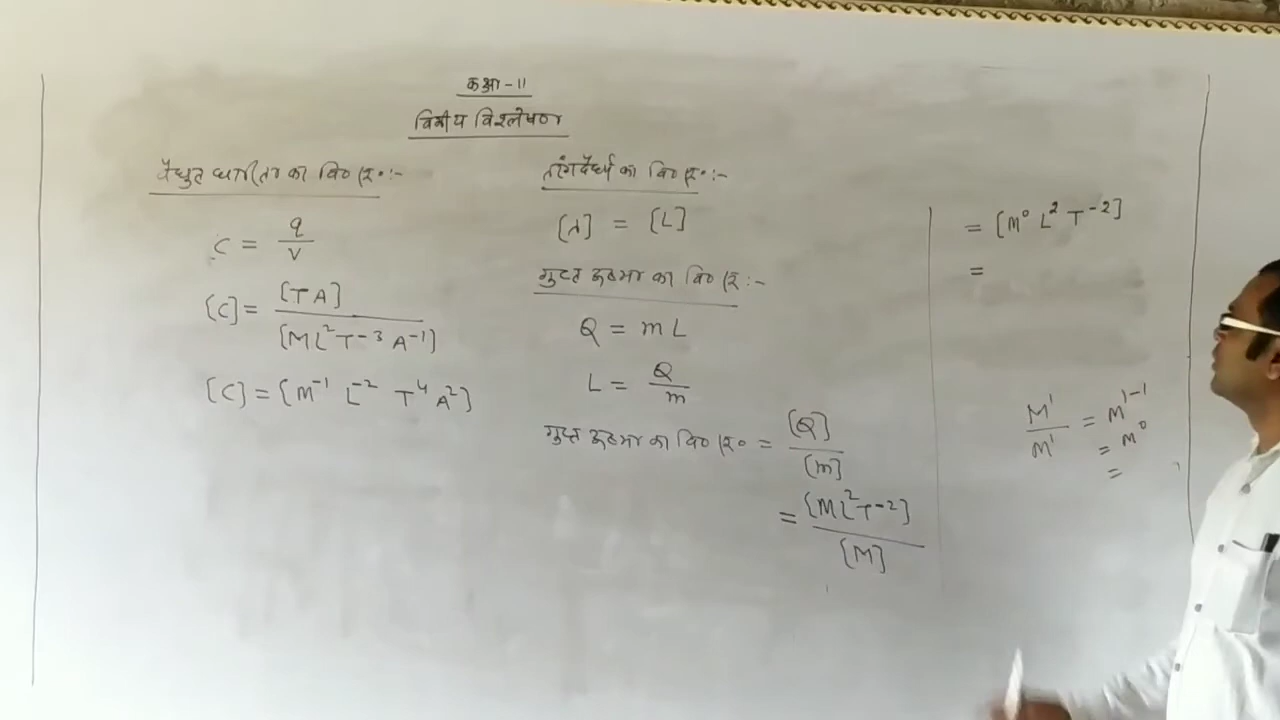 कक्षा - 11
विमीय विश्लेषण
वैधुत धारिता का वि० सू० :-
C = q/V
[C] = [TA]/[ML²T⁻³A⁻¹]
[C] = [M⁻¹ L⁻² T⁴ A²]
तरंगदैर्ध्य का वि० सू० :-
[λ] = [L]
गुप्त ऊष्मा का वि० सू० :-
Q = mL
L = Q/m
गुप्त ऊष्मा का वि० सू० = [Q]/[m]
= [ML²T⁻²]/[M]
= [M⁰ L² T⁻²]
=
M¹/M¹ = M¹⁻¹
= M⁰
=